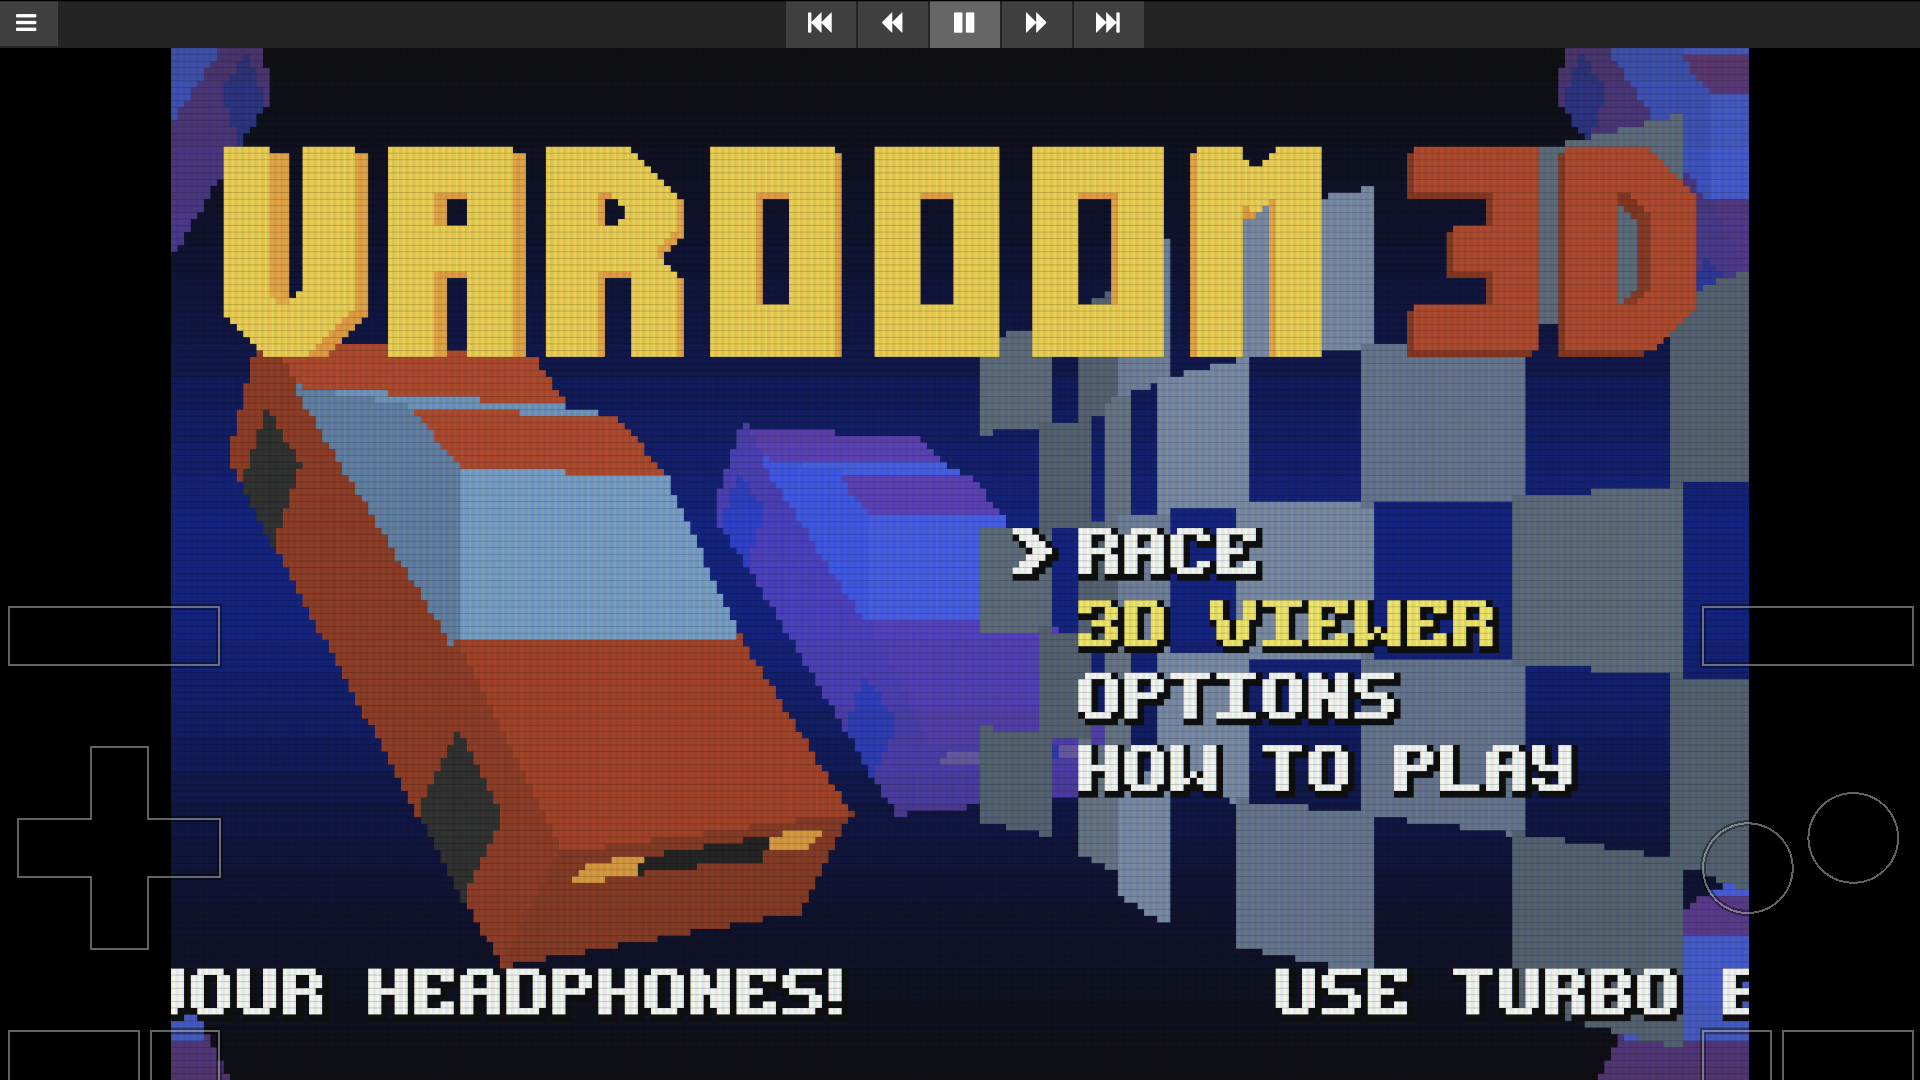 VAROOOM 3D
> RACE
3D VIEWER
OPTIONS
HOW TO PLAY
OUR HEADPHONES! USE TURBO